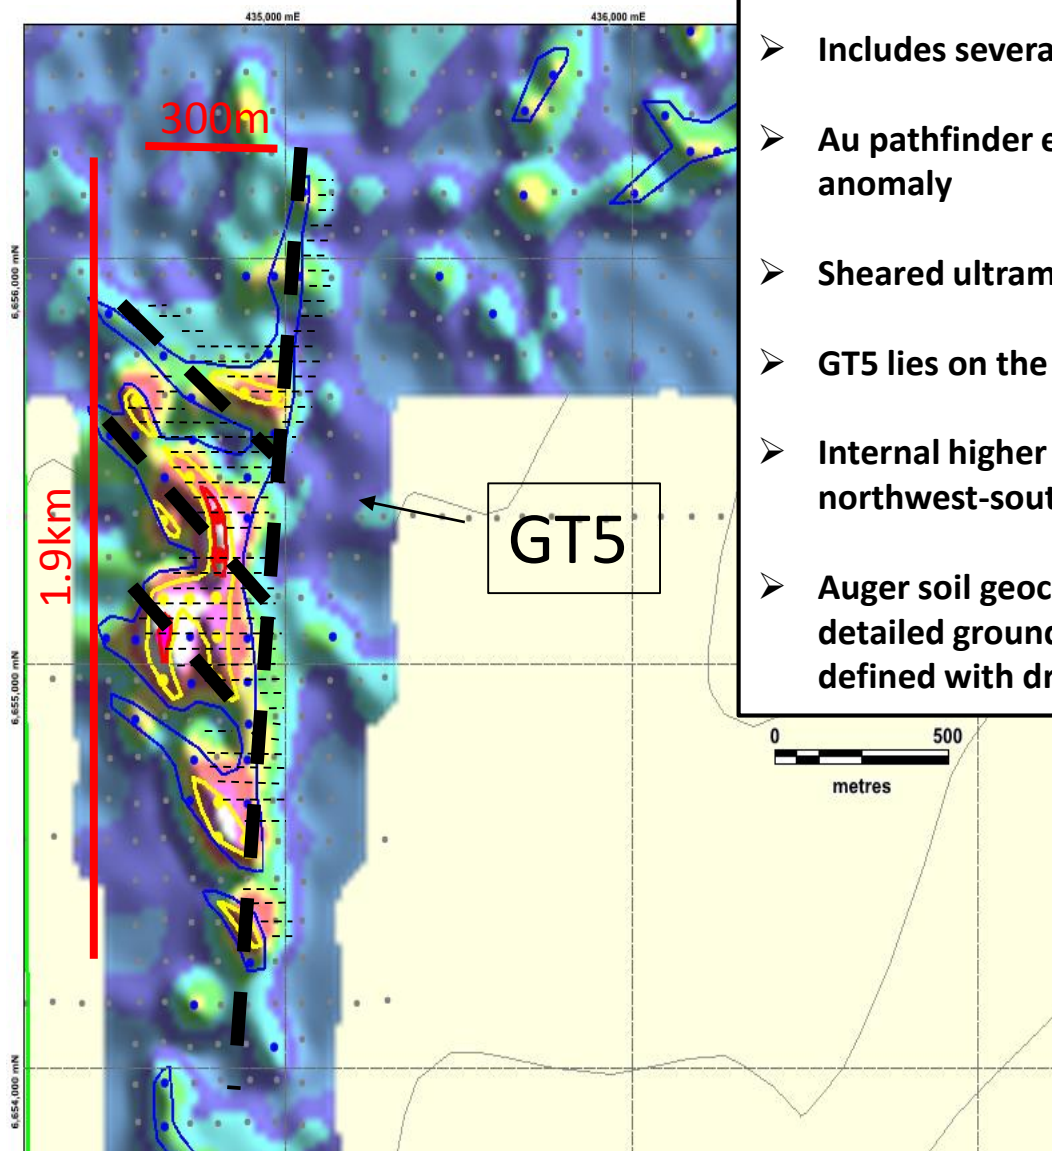 435,000 mE
436,000 mE
300m
6,656,000 mN
1.9km
GT5
6,655,000 mN
6,654,000 mN
➢ Includes severa
➢ Au pathfinder e
anomaly
➢ Sheared ultram
➢ GT5 lies on the
➢ Internal higher
northwest-sout
➢ Auger soil geoc
detailed ground
defined with dr
0 500
metres